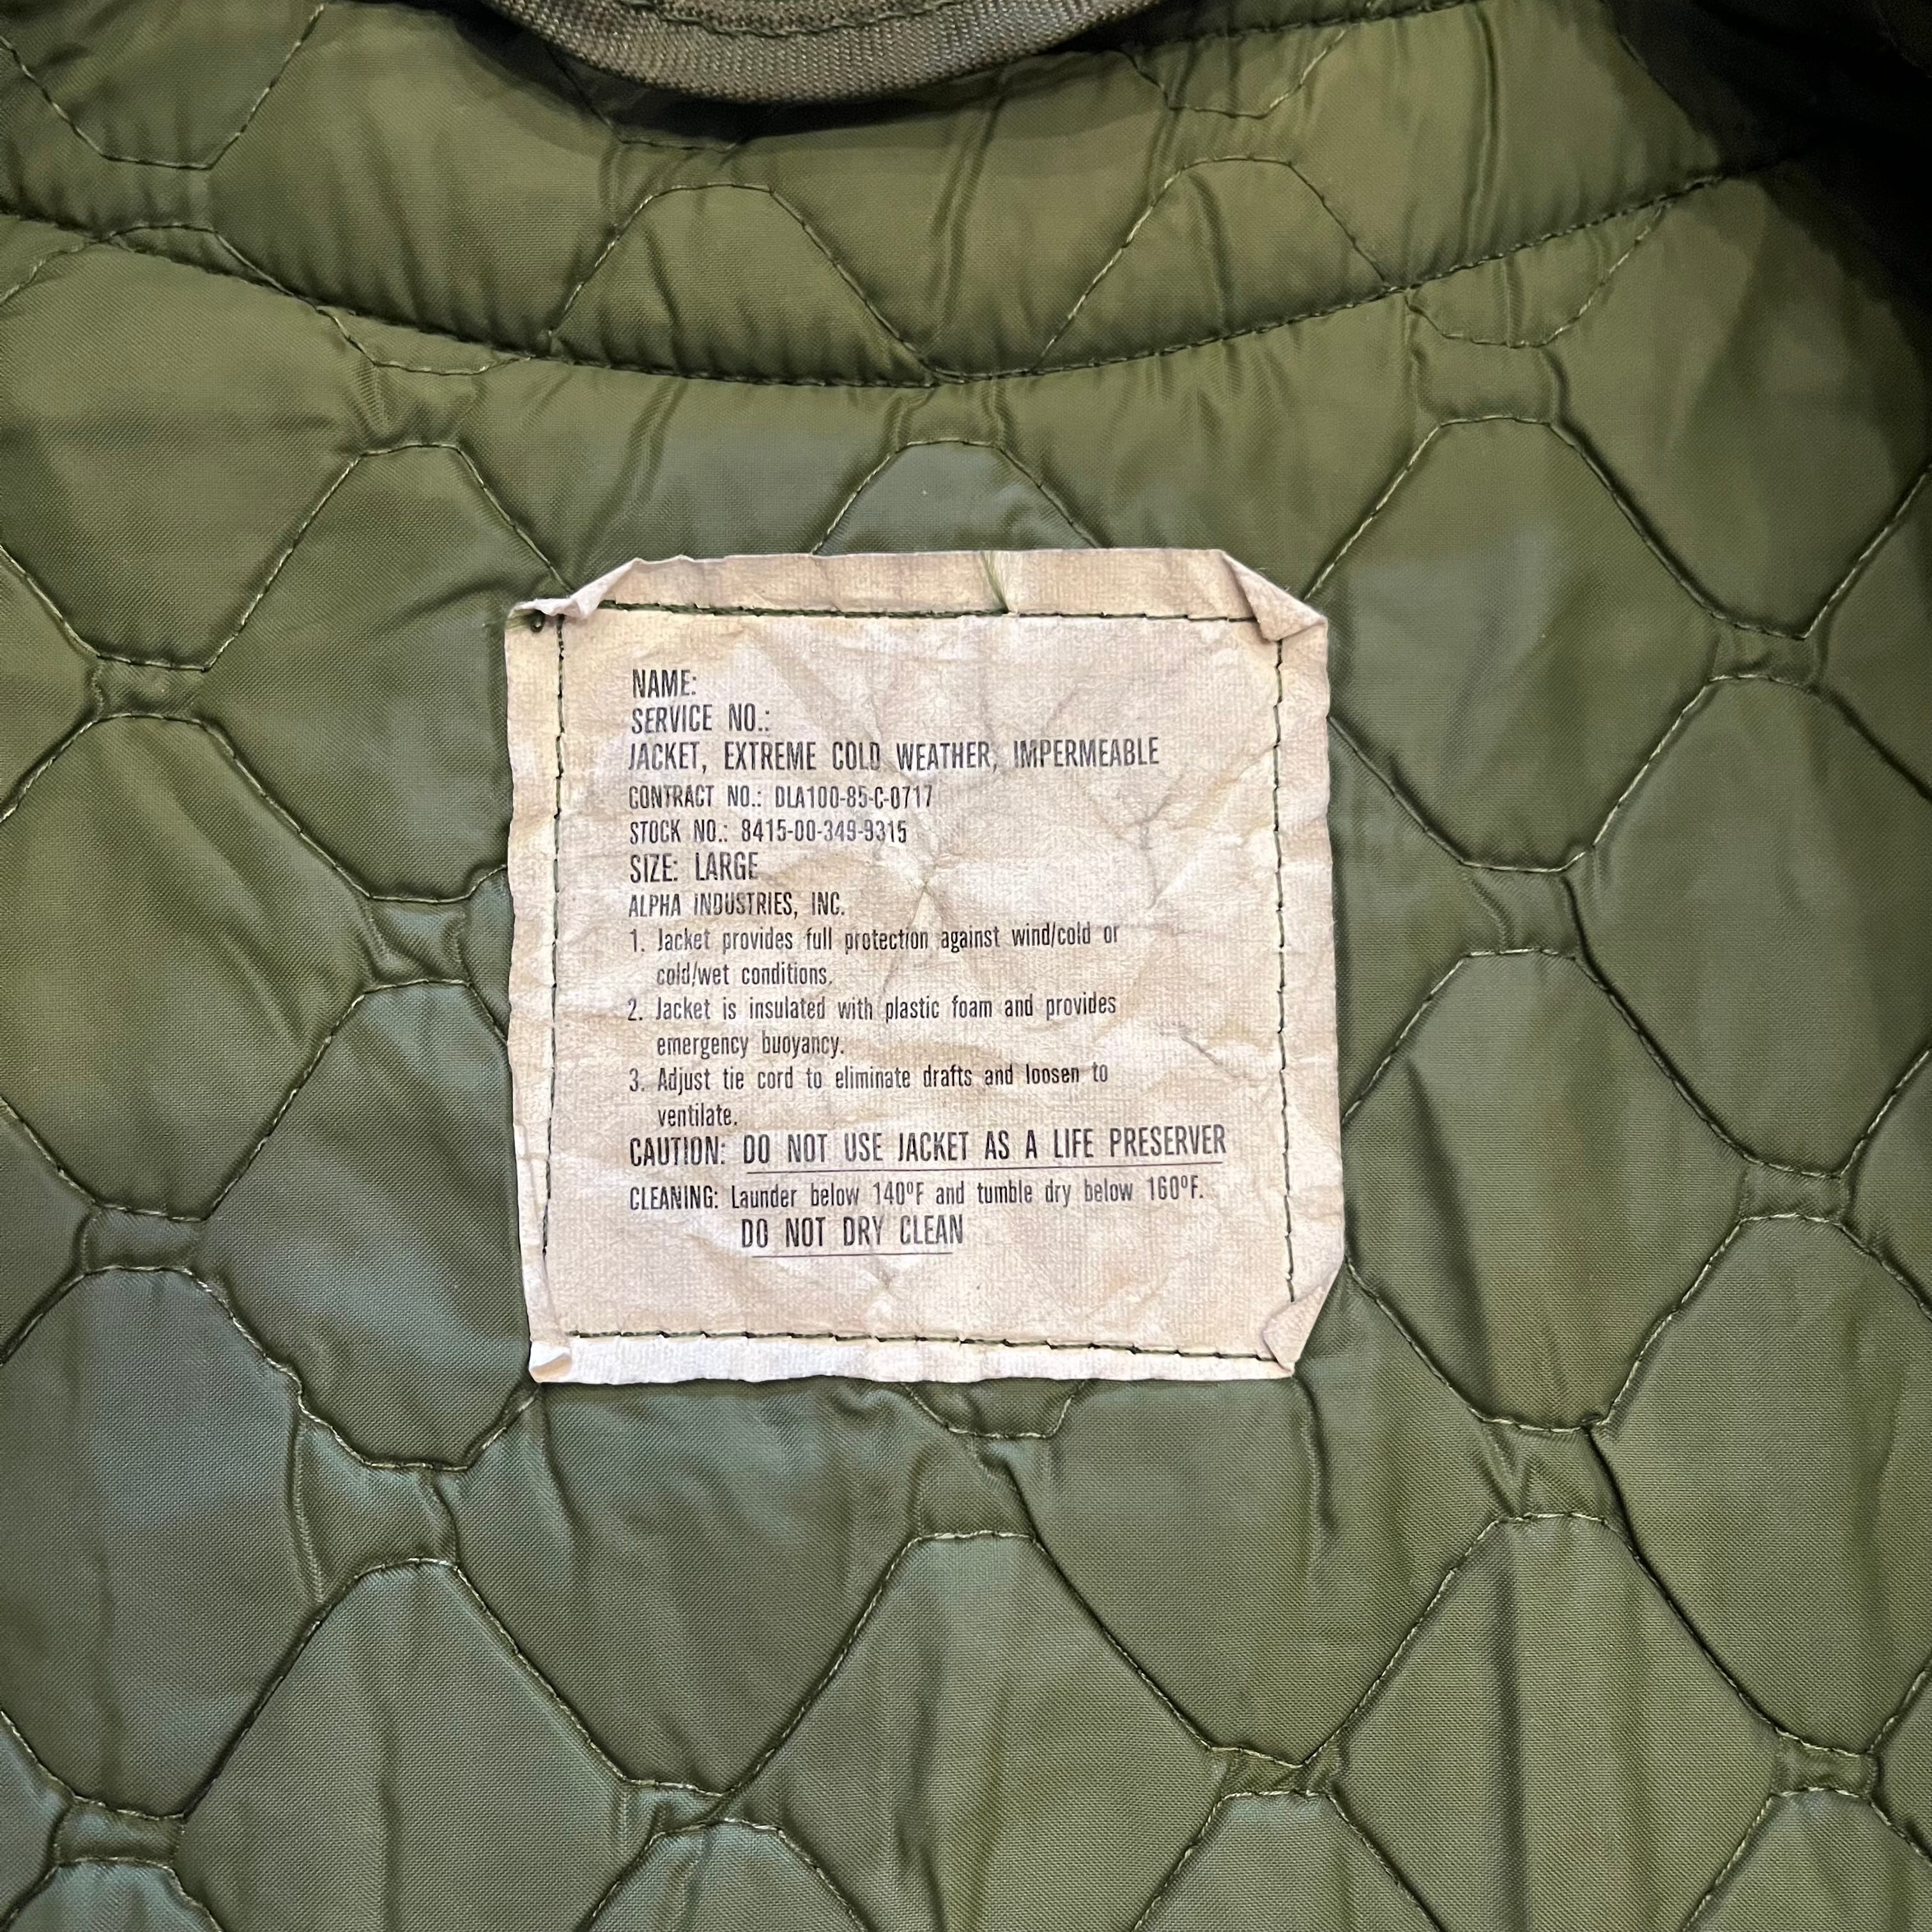 NAME:
SERVICE NO.:
JACKET, EXTREME COLD WEATHER, IMPERMEABLE
CONTRACT NO.: DLA100-85-C-0717
STOCK NO.: 8415-00-349-9315
SIZE: LARGE
ALPHA INDUSTRIES, INC.
1. Jacket provides full protection against wind/cold or
cold/wet conditions.
2. Jacket is insulated with plastic foam and provides
emergency buoyancy.
3. Adjust tie cord to eliminate drafts and loosen to
ventilate.
CAUTION: DO NOT USE JACKET AS A LIFE PRESERVER
CLEANING: Launder below 140ºF and tumble dry below 160ºF.
DO NOT DRY CLEAN